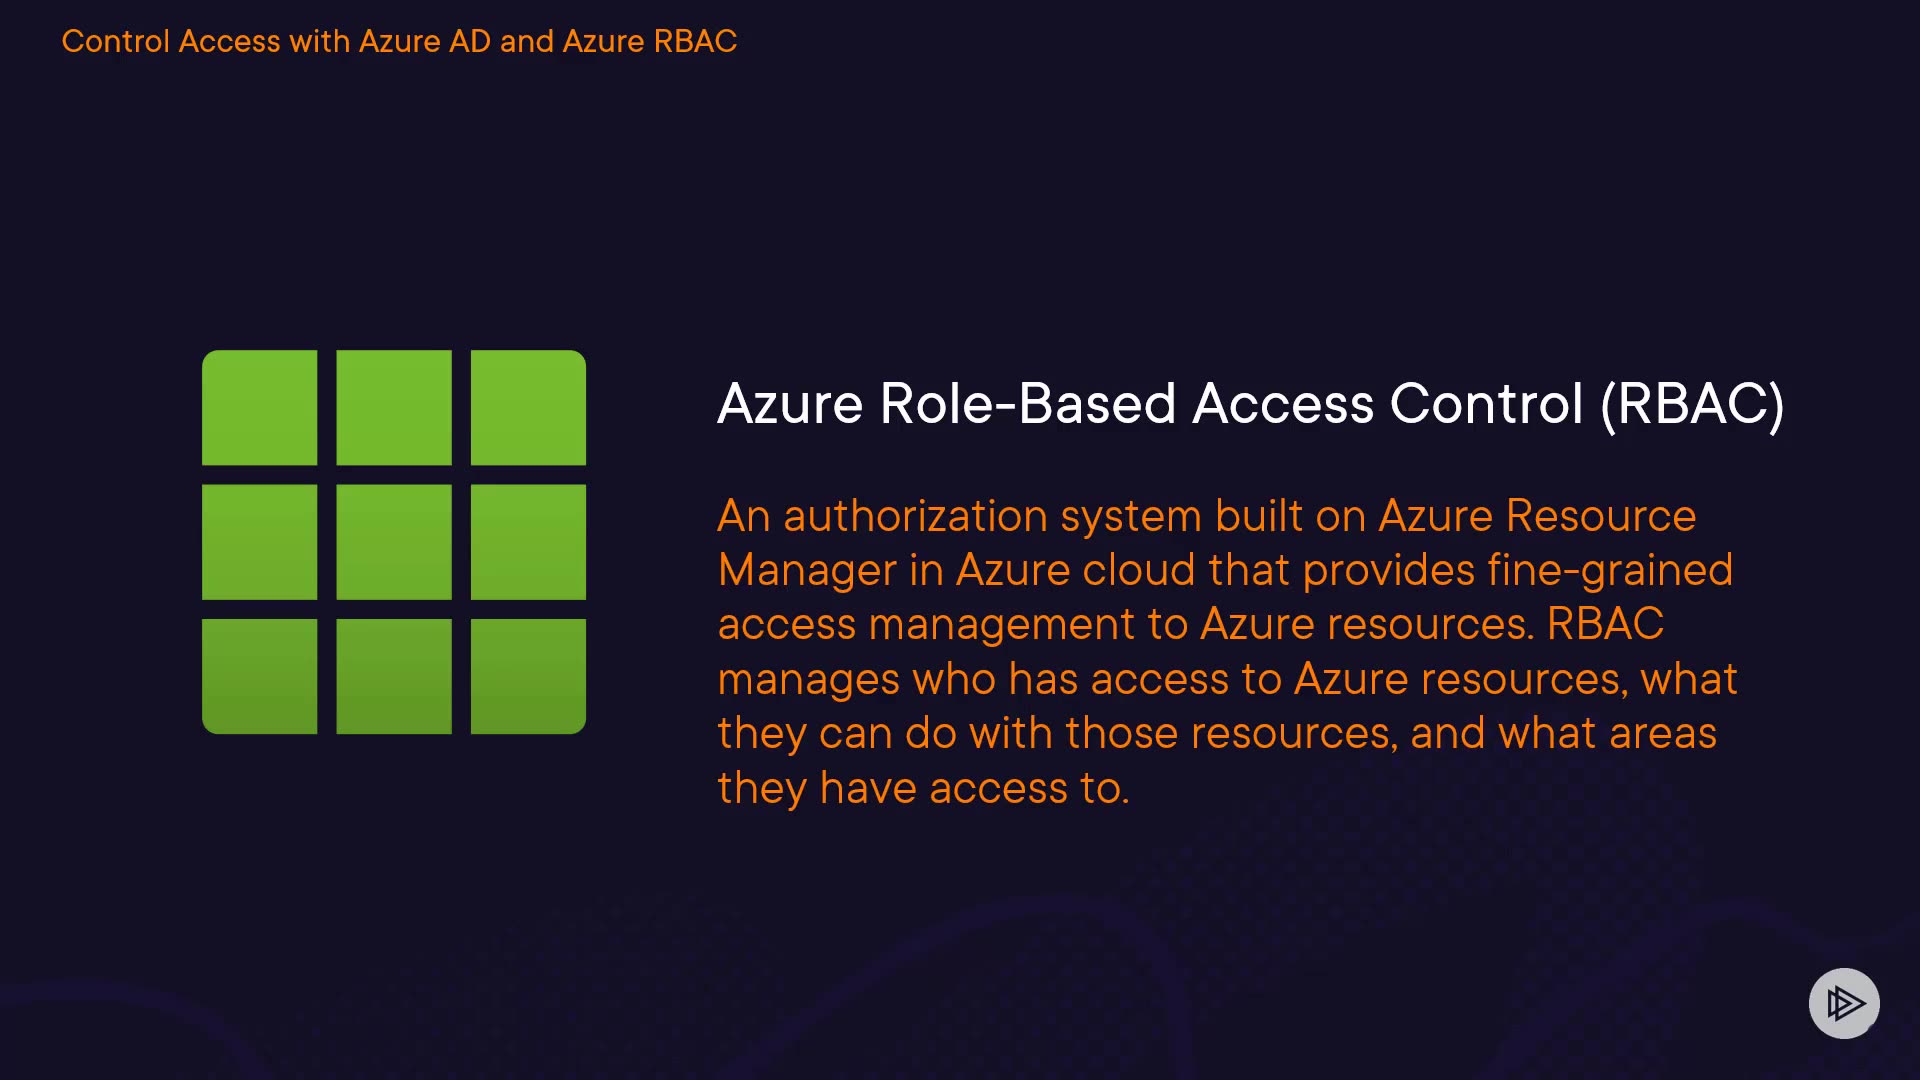 Control Access with Azure AD and Azure RBAC
Azure Role-Based Access Control (RBAC)
An authorization system built on Azure Resource
Manager in Azure cloud that provides fine-grained
access management to Azure resources. RBAC
manages who has access to Azure resources, what
they can do with those resources, and what areas
they have access to.